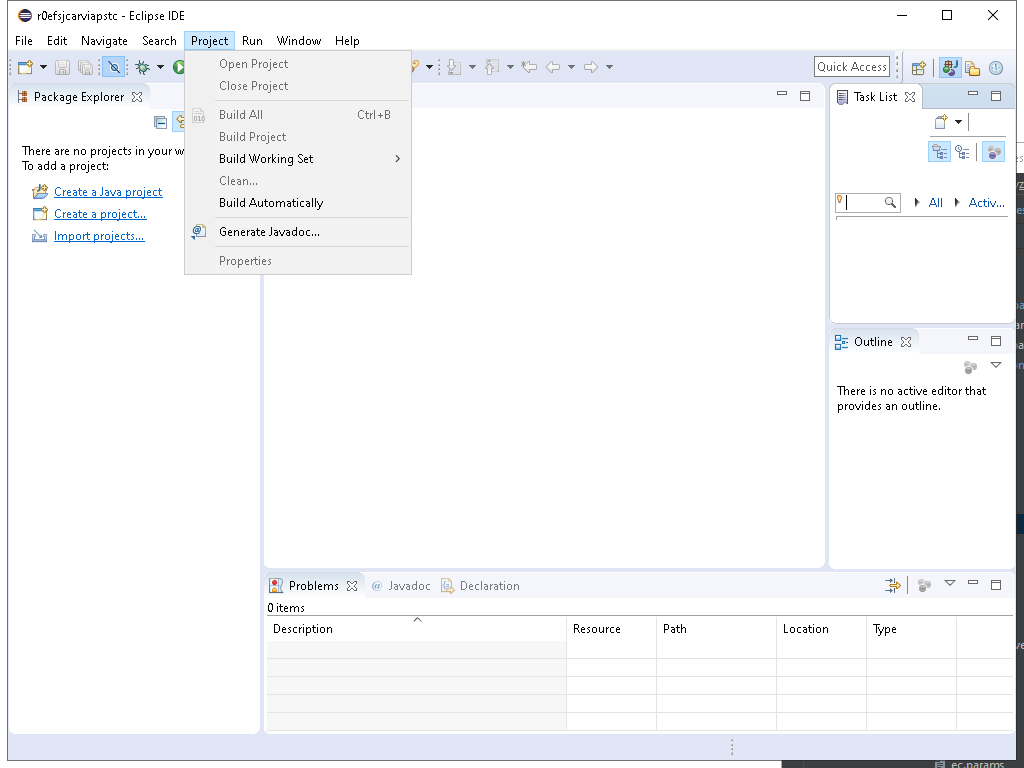 r0efsjcarviapstc - Eclipse IDE
File Edit Navigate Search Project Run Window Help
Quick Access
Package Explorer
There are no projects in your w
To add a project:
Create a Java project
Create a project...
Import projects...
Open Project
Close Project
Build All Ctrl+B
Build Project
Build Working Set
Clean...
Build Automatically
Generate Javadoc...
Properties
Task List
All Activ...
Outline
There is no active editor that
provides an outline.
Problems @ Javadoc Declaration
0 items
Description Resource Path Location Type
ec.params